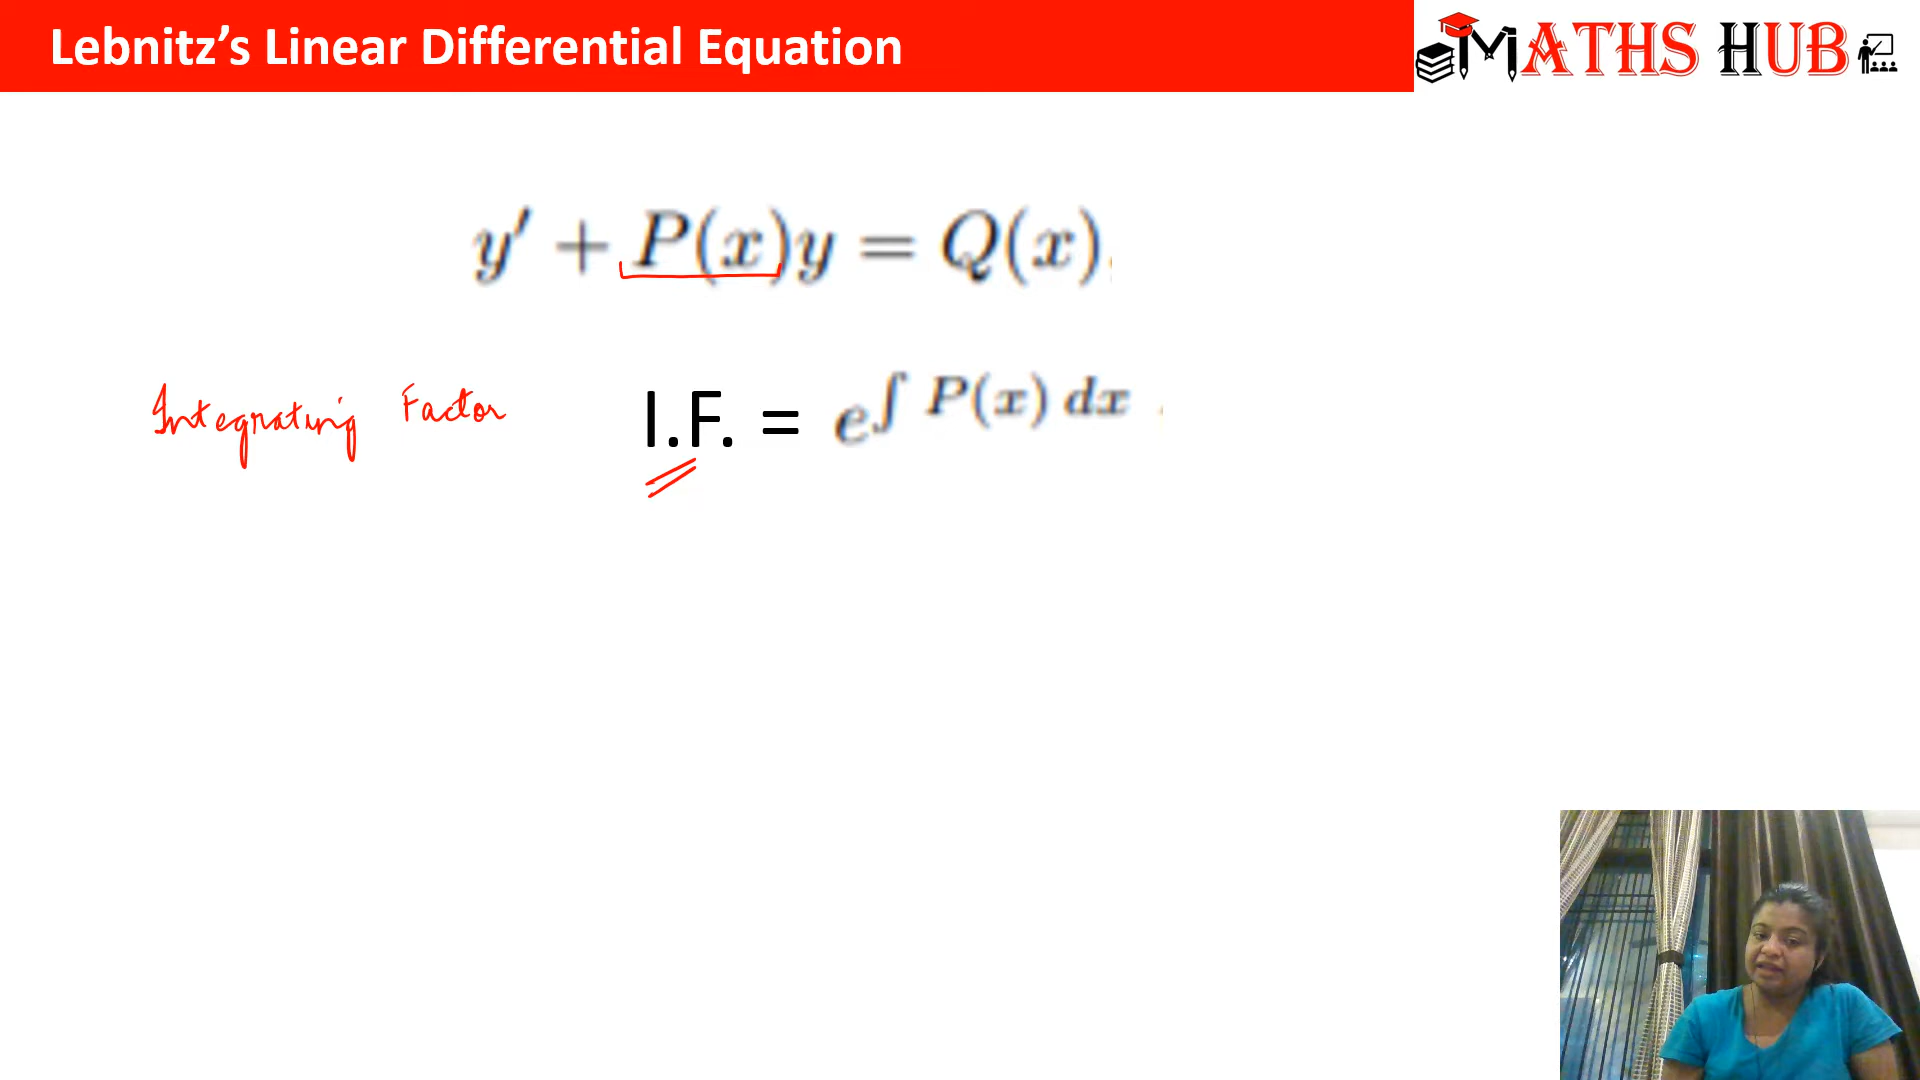 Lebnitz’s Linear Differential Equation
MATHS HUB
y′ + P(x)y = Q(x)
Integrating Factor I.F. = e^{∫ P(x) dx}